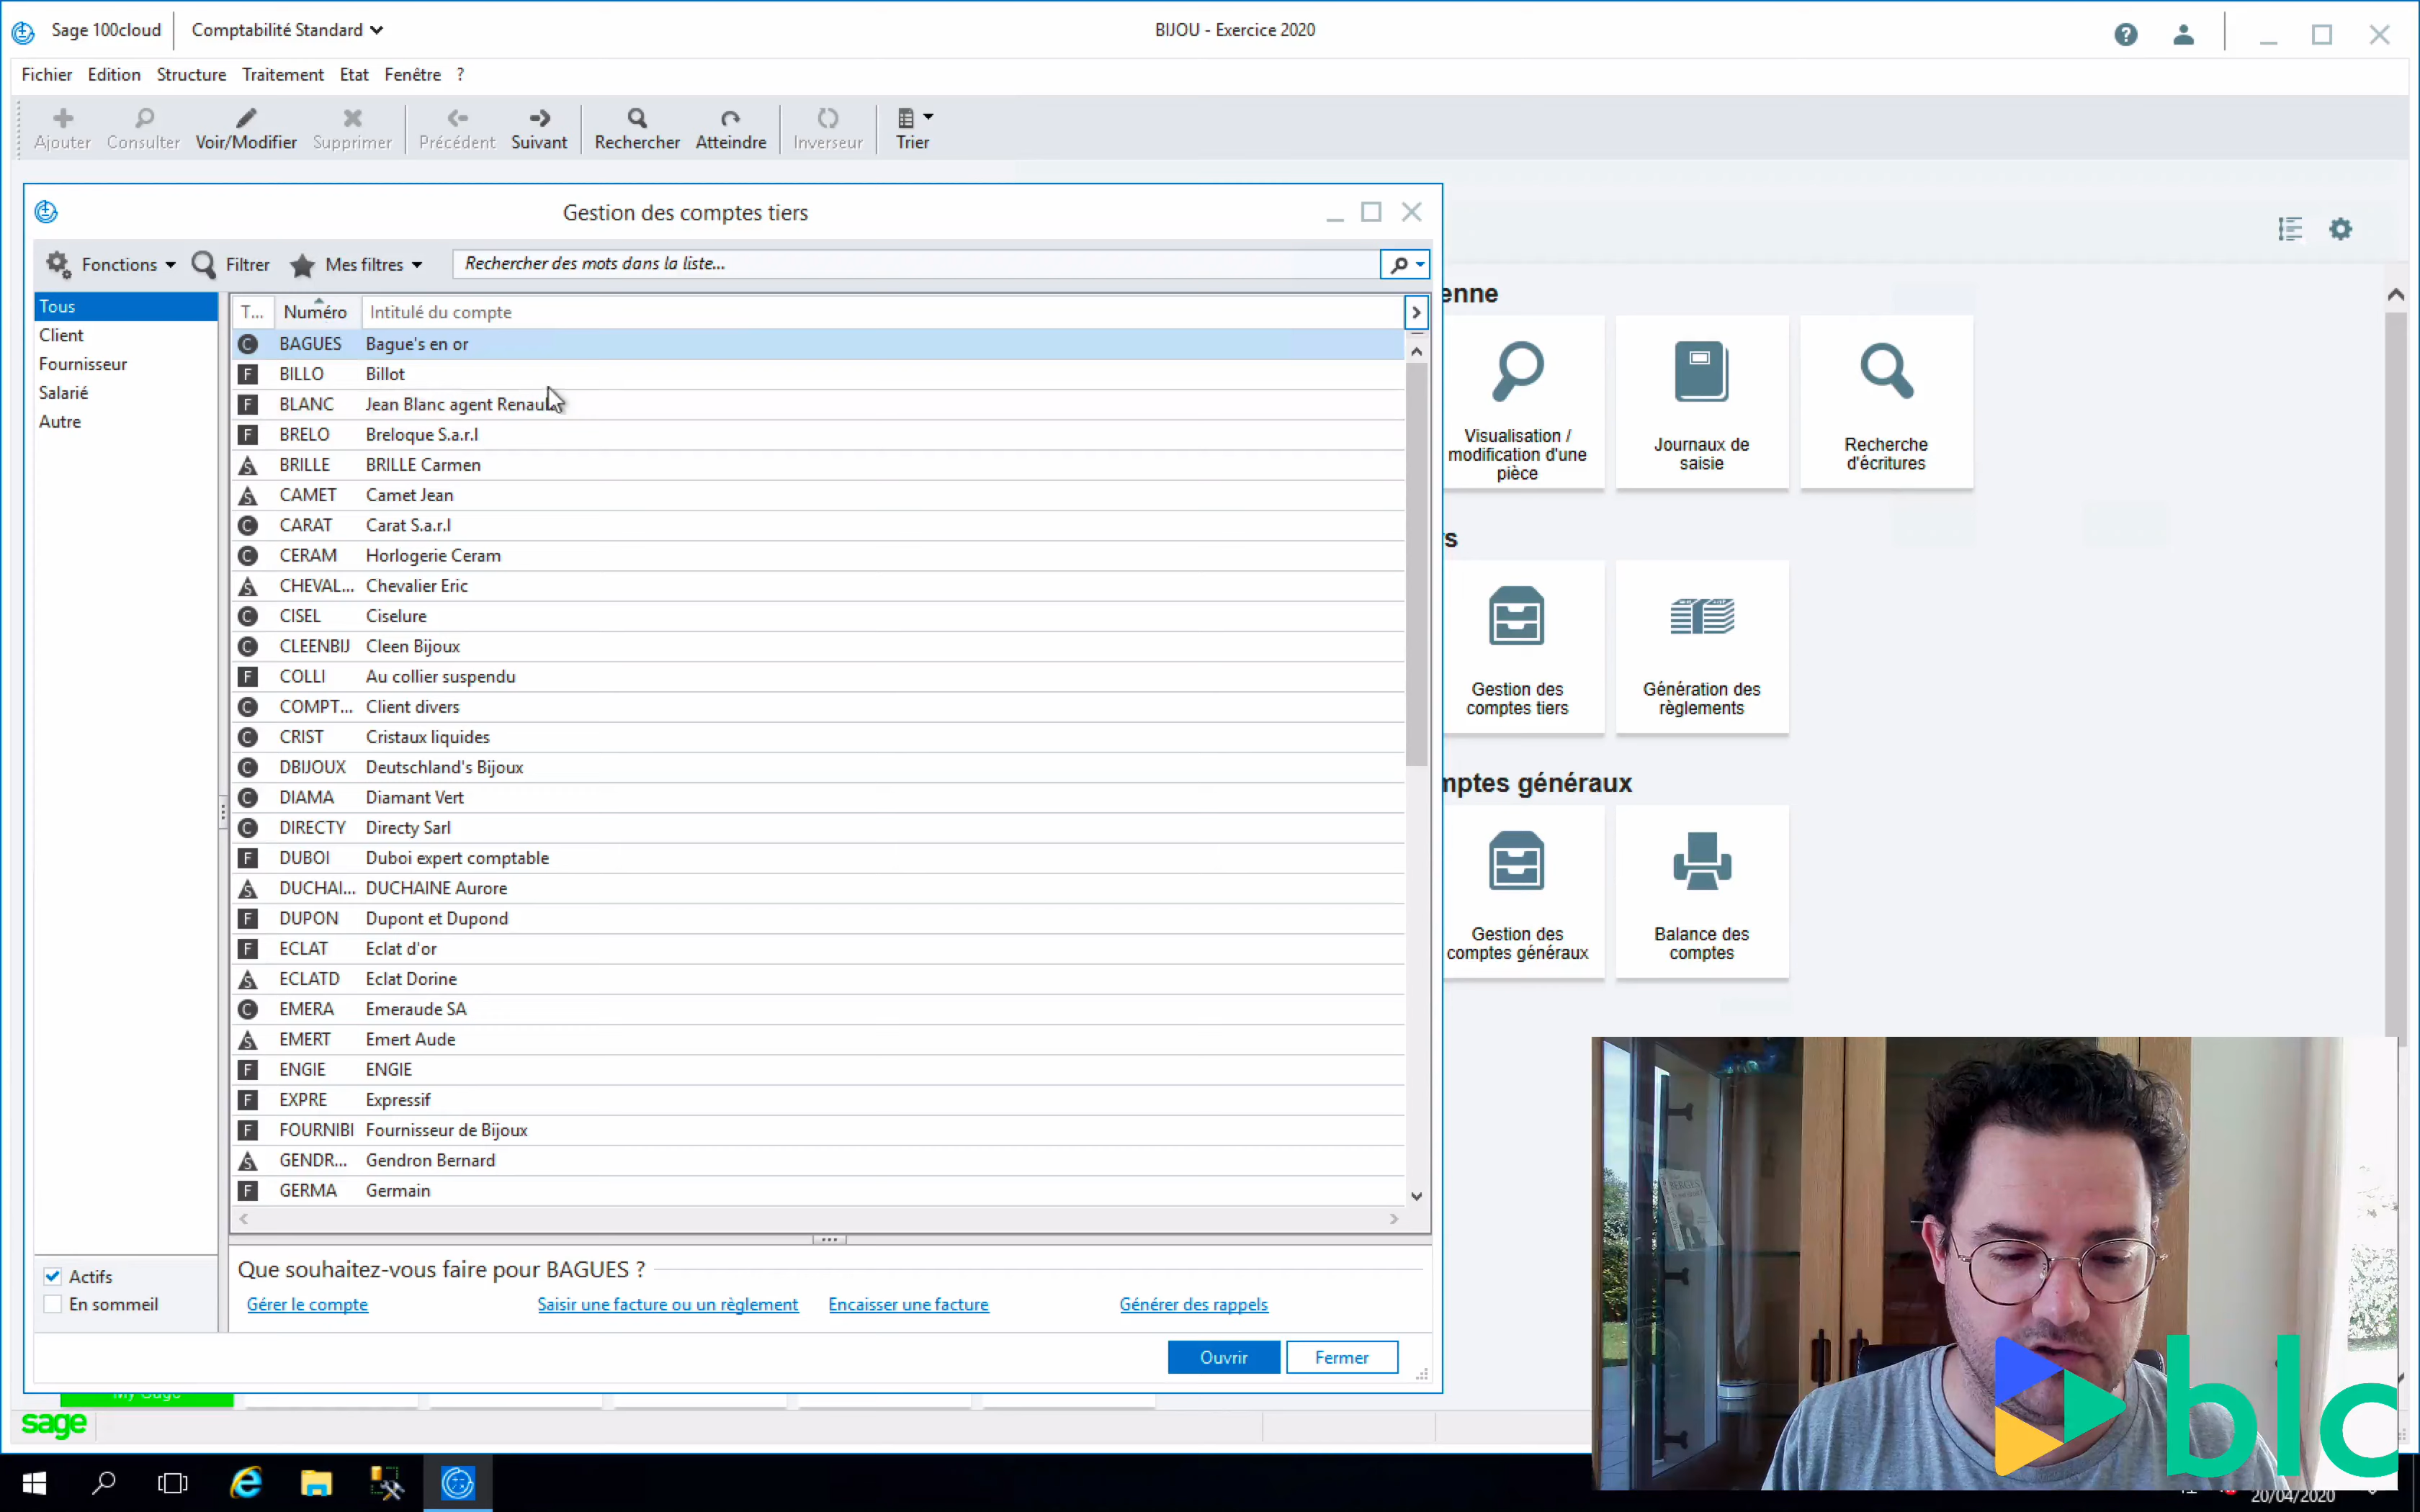 Sage 100cloud
Comptabilité Standard
BIJOU - Exercice 2020
Fichier Edition Structure Traitement Etat Fenêtre ?
Ajouter Consulter Voir/Modifier Supprimer Précédent Suivant Rechercher Atteindre Inverseur Trier
Gestion des comptes tiers
Fonctions Filtrer Mes filtres Rechercher des mots dans la liste...
Tous
Client
Fournisseur
Salarié
Autre
T... Numéro Intitulé du compte
C BAGUES Bague's en or
F BILLO Billot
F BLANC Jean Blanc agent Renault
F BRELO Breloque S.a.r.l
S BRILLE BRILLE Carmen
S CAMET Camet Jean
C CARAT Carat S.a.r.l
C CERAM Horlogerie Ceram
S CHEVAL... Chevalier Eric
C CISEL Ciselure
C CLEENBIJ Cleen Bijoux
F COLLI Au collier suspendu
C COMPT... Client divers
C CRIST Cristaux liquides
C DBIJOUX Deutschland's Bijoux
C DIAMA Diamant Vert
C DIRECTY Directy Sarl
F DUBOI Duboi expert comptable
S DUCHAI... DUCHAINE Aurore
F DUPON Dupont et Dupond
F ECLAT Eclat d'or
S ECLATD Eclat Dorine
C EMERA Emeraude SA
S EMERT Emert Aude
F ENGIE ENGIE
F EXPRE Expressif
F FOURNIBI Fournisseur de Bijoux
S GENDR... Gendron Bernard
F GERMA Germain
Actifs
En sommeil
Que souhaitez-vous faire pour BAGUES ?
Gérer le compte Saisir une facture ou un règlement Encaisser une facture Générer des rappels
Ouvrir Fermer
enne
Visualisation /
modification d'une
pièce
Journaux de
saisie
Recherche
d'écritures
rs
Gestion des
comptes tiers
Génération des
règlements
mptes généraux
Gestion des
comptes généraux
Balance des
comptes
My Sage
sage
blc
20/04/2020